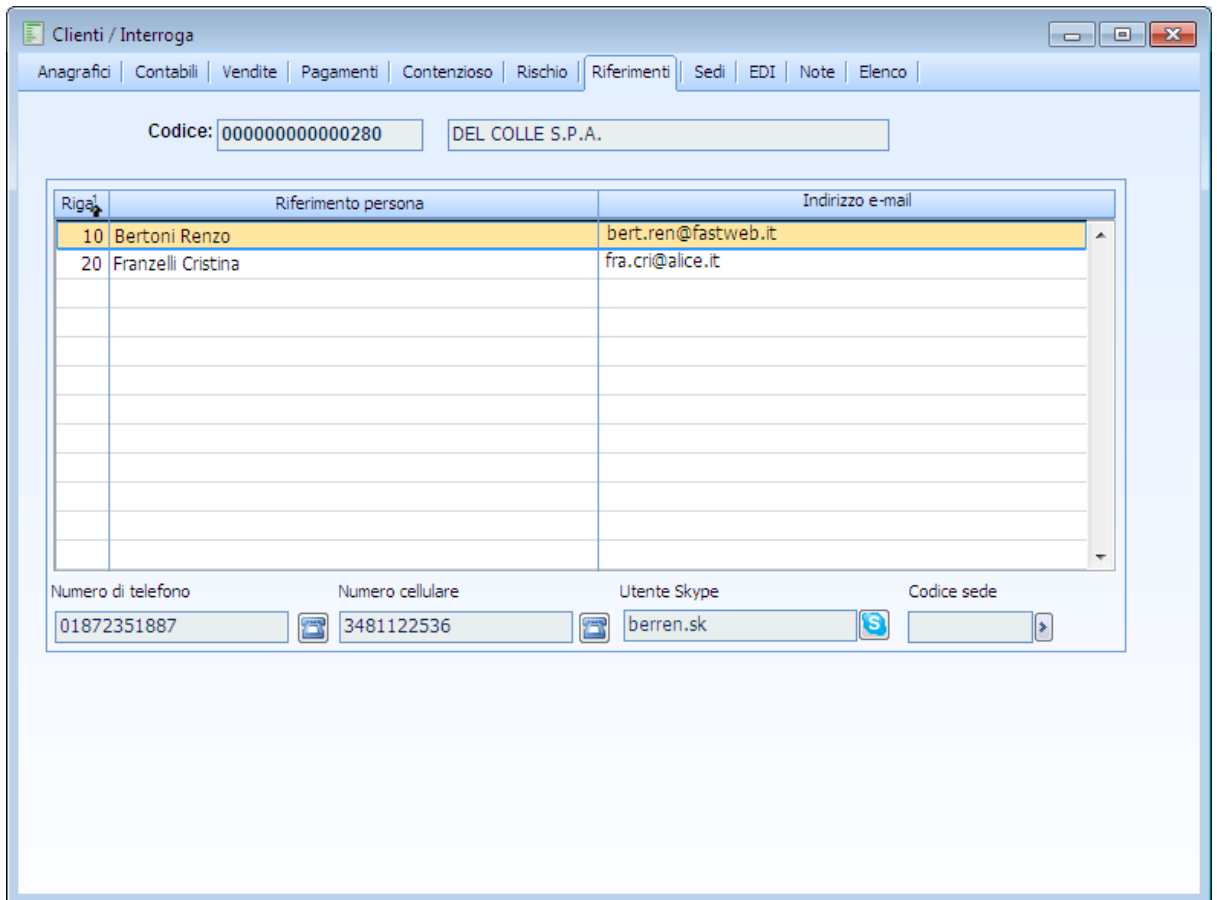 Clienti / Interroga
Anagrafici Contabili Vendite Pagamenti Contenzioso Rischio Riferimenti Sedi EDI Note Elenco
Codice: 000000000000280 DEL COLLE S.P.A.
Riga 1 Riferimento persona Indirizzo e-mail
10 Bertoni Renzo bert.ren@fastweb.it
20 Franzelli Cristina fra.cri@alice.it
Numero di telefono Numero cellulare Utente Skype Codice sede
01872351887 3481122536 berren.sk